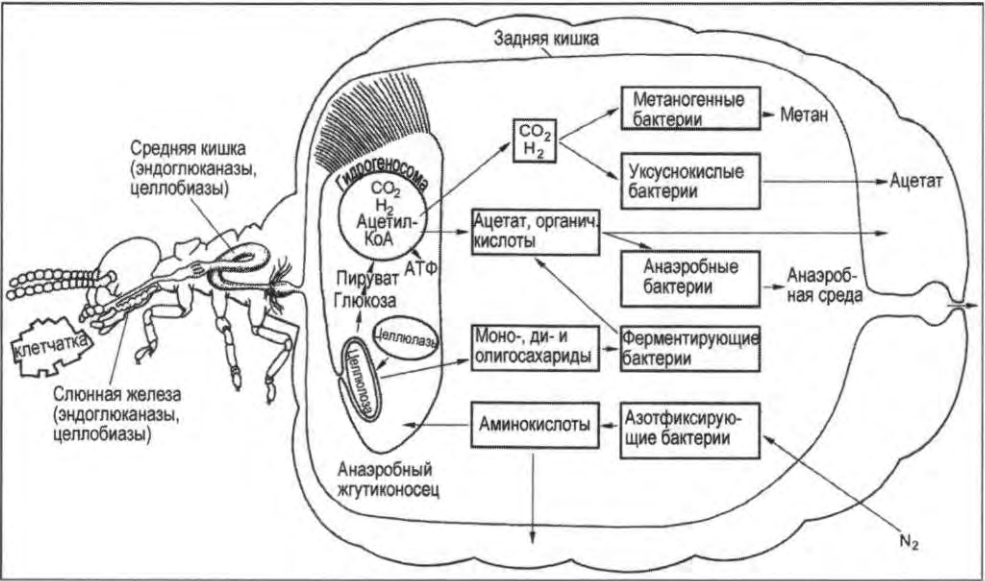 Задняя кишка
Средняя кишка
(эндоглюканазы,
целлобиазы)
клетчатка
Слюнная железа
(эндоглюканазы,
целлобиазы)
Гидрогеносома
CO2
H2
Ацетил-
КоА
АТФ
Пируват
Глюкоза
Целлюлазы
Целлюлоза
Анаэробный
жгутиконосец
CO2
H2
Метаногенные
бактерии
Метан
Уксуснокислые
бактерии
Ацетат
Ацетат, органич.
кислоты
Анаэробные
бактерии
Анаэроб-
ная среда
Моно-, ди- и
олигосахариды
Ферментирующие
бактерии
Аминокислоты
Азотфиксирую-
щие бактерии
N2